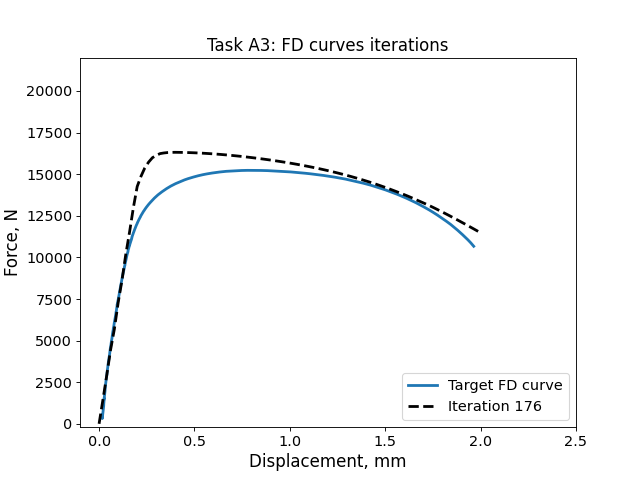 Task A3: FD curves iterations
Force, N
20000
17500
15000
12500
10000
7500
5000
2500
0
0.0 0.5 1.0 1.5 2.0 2.5
Displacement, mm
Target FD curve
Iteration 176